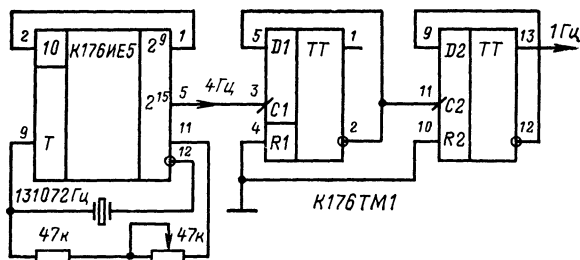 2 10 К176ИЕ5 2⁹ 1
5 D1 TT 1
9 D2 TT 13 1Гц
2¹⁵ 5 4Гц 3 C1 11 C2
9 T 11 4 R1 2 10 R2 12
12
131072Гц
К176ТМ1
47к 47к